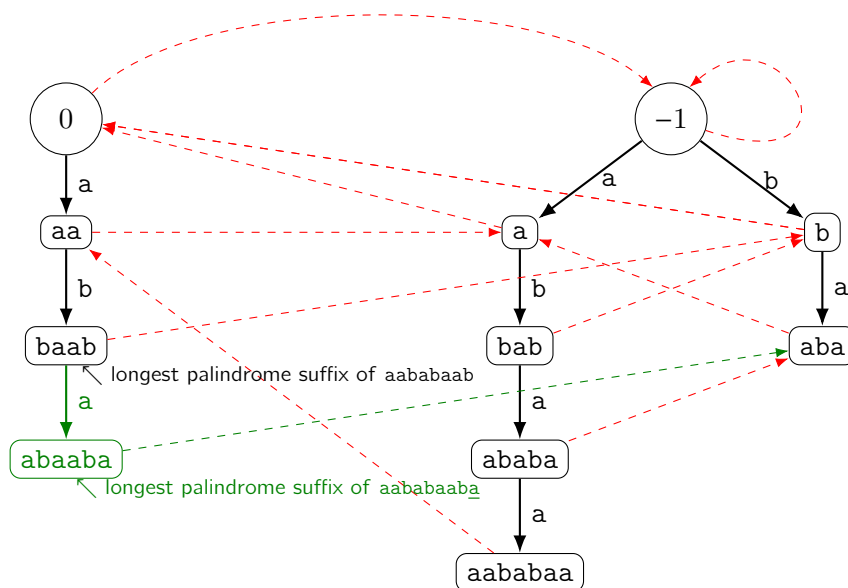 0
−1
a
a
b
aa
a
b
b
b
a
baab
bab
aba
longest palindrome suffix of aababaab
a
a
abaaba
ababa
longest palindrome suffix of aababaaba
a
aababaa